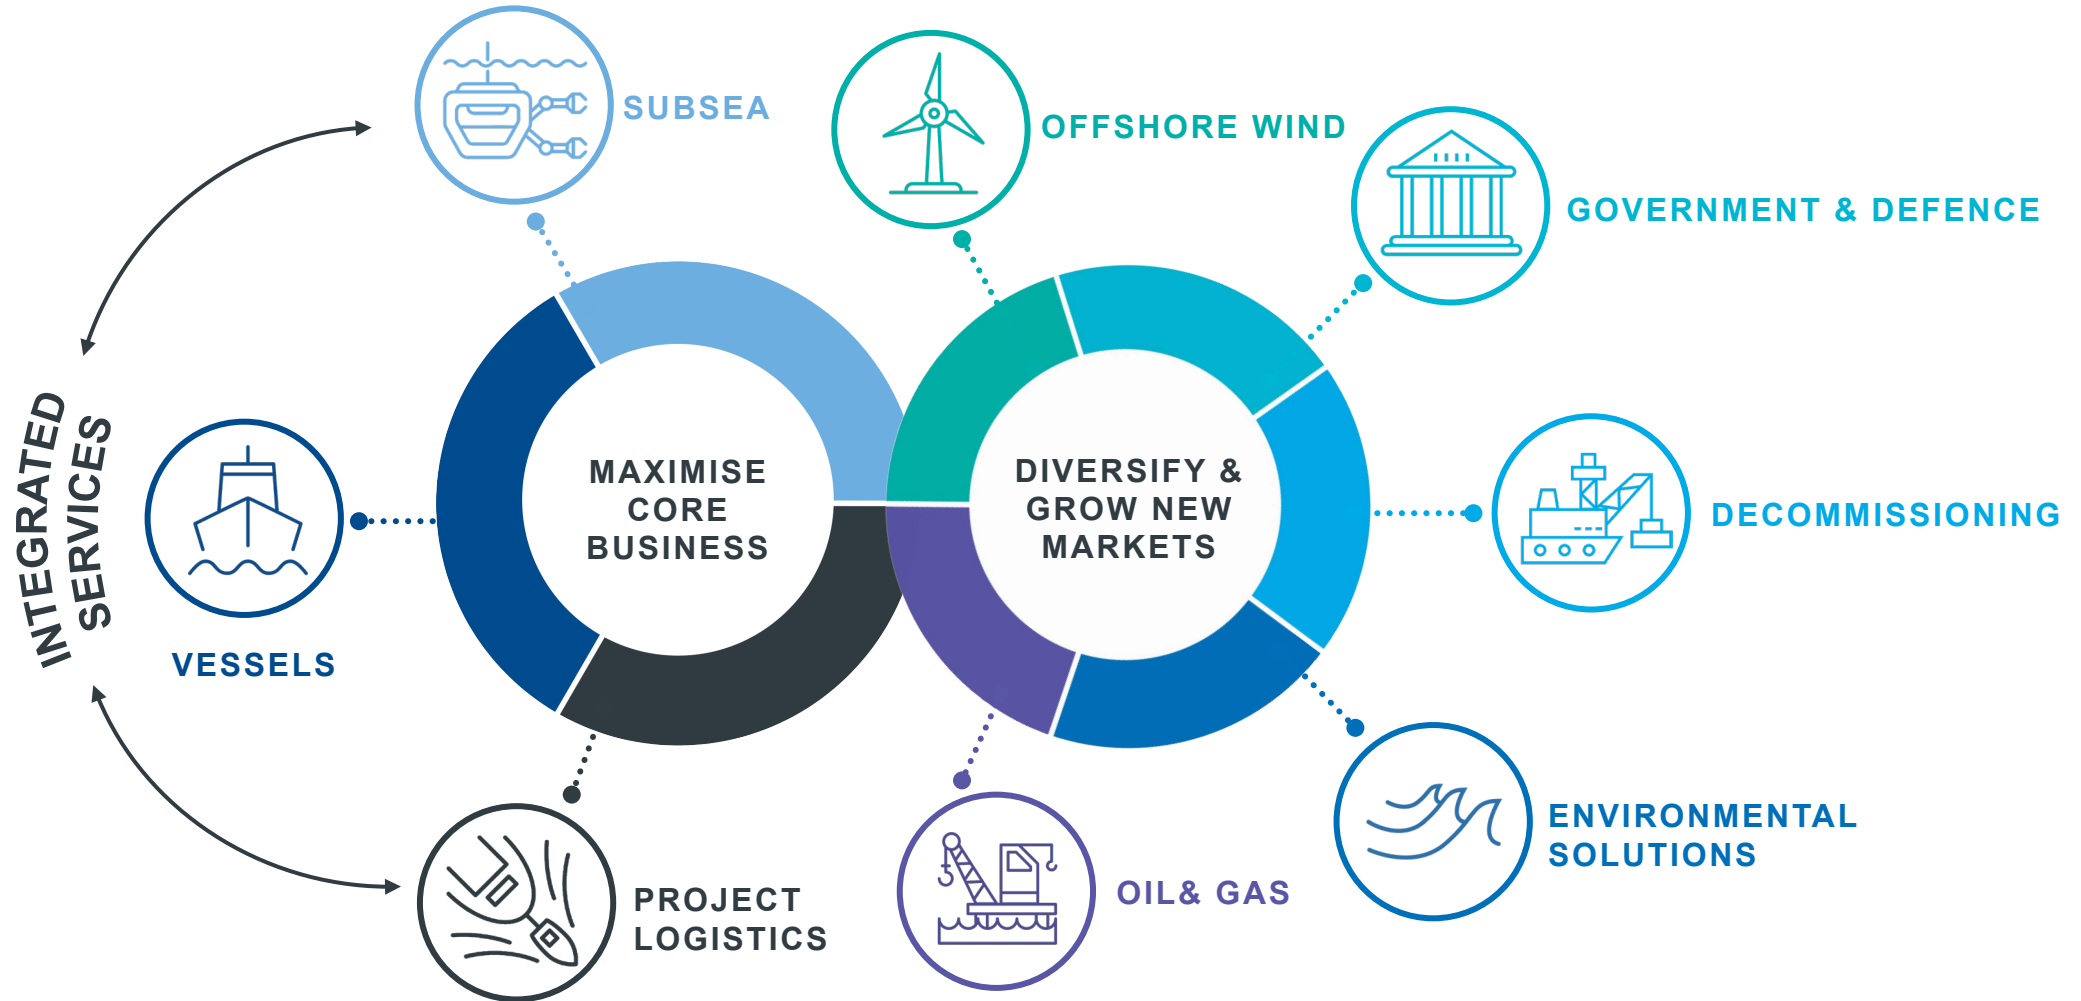 INTEGRATED
SERVICES
SUBSEA
VESSELS
PROJECT
LOGISTICS
MAXIMISE
CORE
BUSINESS
DIVERSIFY &
GROW NEW
MARKETS
OFFSHORE WIND
GOVERNMENT & DEFENCE
DECOMMISSIONING
ENVIRONMENTAL
SOLUTIONS
OIL& GAS